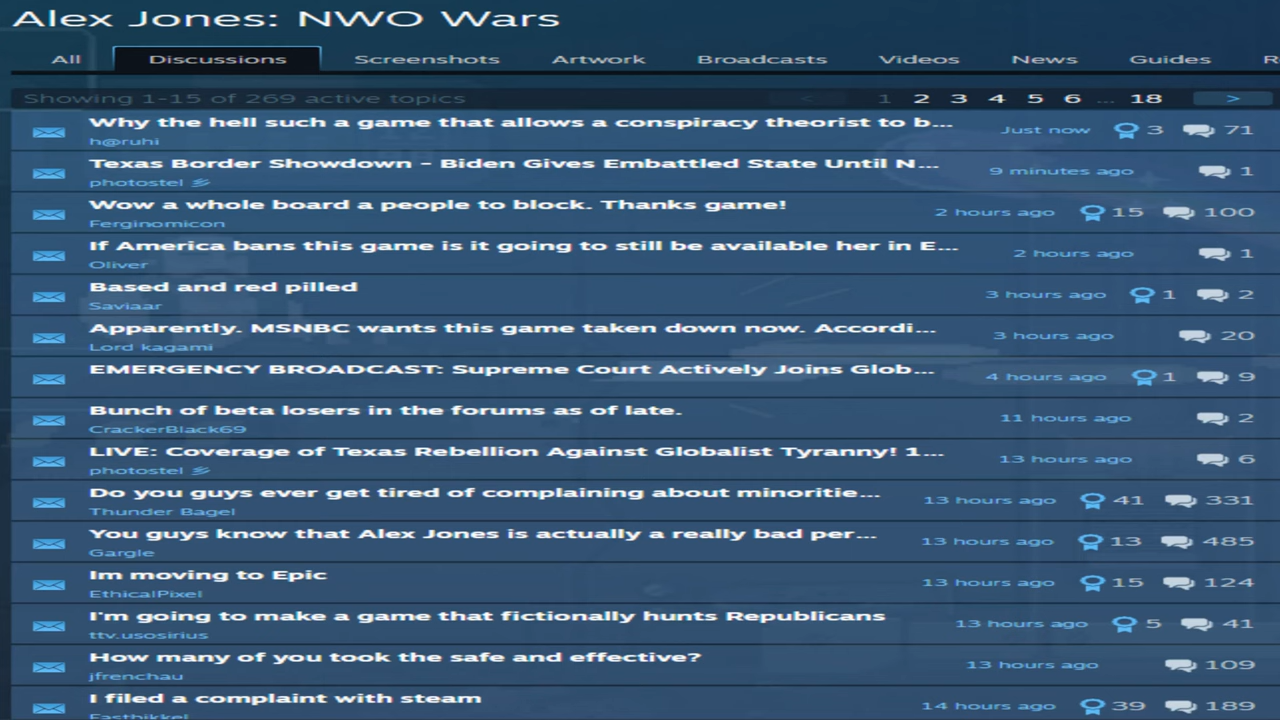 Alex Jones: NWO Wars
All Discussions Screenshots Artwork Broadcasts Videos News Guides R
Showing 1-15 of 269 active topics < 1 2 3 4 5 6 ... 18 >
Why the hell such a game that allows a conspiracy theorist to b... Just now 3 71
h@ruhi
Texas Border Showdown - Biden Gives Embattled State Until N... 9 minutes ago 1
photostel
Wow a whole board a people to block. Thanks game! 2 hours ago 15 100
Ferginomicon
If America bans this game is it going to still be available her in E... 2 hours ago 1
Oliver
Based and red pilled 3 hours ago 1 2
Saviaar
Apparently. MSNBC wants this game taken down now. Accordi... 3 hours ago 20
Lord kagami
EMERGENCY BROADCAST: Supreme Court Actively Joins Glob... 4 hours ago 1 9
Bunch of beta losers in the forums as of late. 11 hours ago 2
CrackerBlack69
LIVE: Coverage of Texas Rebellion Against Globalist Tyranny! 1... 13 hours ago 6
photostel
Do you guys ever get tired of complaining about minoritie... 13 hours ago 41 331
Thunder Bagel
You guys know that Alex Jones is actually a really bad per... 13 hours ago 13 485
Gargle
Im moving to Epic 13 hours ago 15 124
EthicalPixel
I'm going to make a game that fictionally hunts Republicans 13 hours ago 5 41
ttv.usosirius
How many of you took the safe and effective? 13 hours ago 109
jfrenchau
I filed a complaint with steam 14 hours ago 39 189